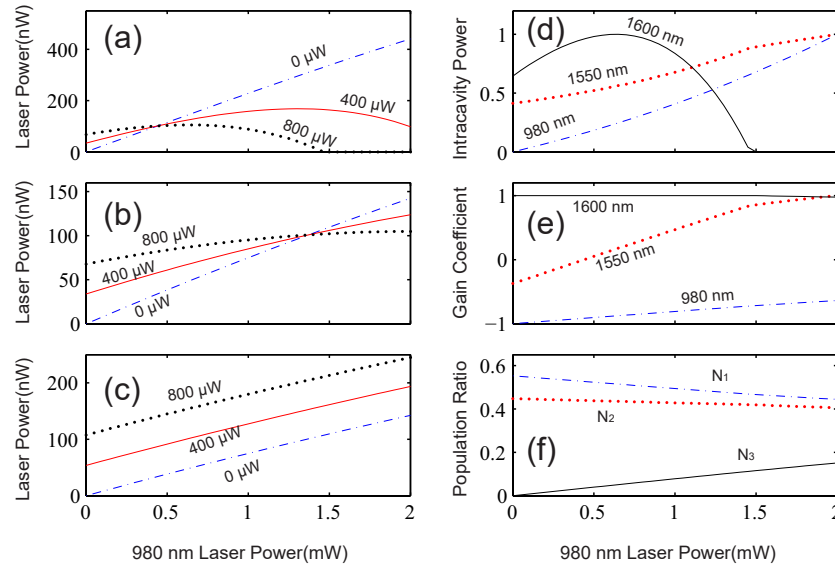 (a)
Laser Power(nW)
400
200
0
0 µW
400 µW
800 µW
(b)
Laser Power(nW)
150
100
50
0
800 µW
400 µW
0 µW
(c)
Laser Power(nW)
200
100
0
800 µW
400 µW
0 µW
0 0.5 1 1.5 2
980 nm Laser Power(mW)
(d)
Intracavity Power
1
0.5
0
1600 nm
1550 nm
980 nm
(e)
Gain Coefficient
1
0
−1
1600 nm
1550 nm
980 nm
(f)
Population Ratio
0.6
0.4
0.2
0
N1
N2
N3
0 0.5 1 1.5 2
980 nm Laser Power(mW)